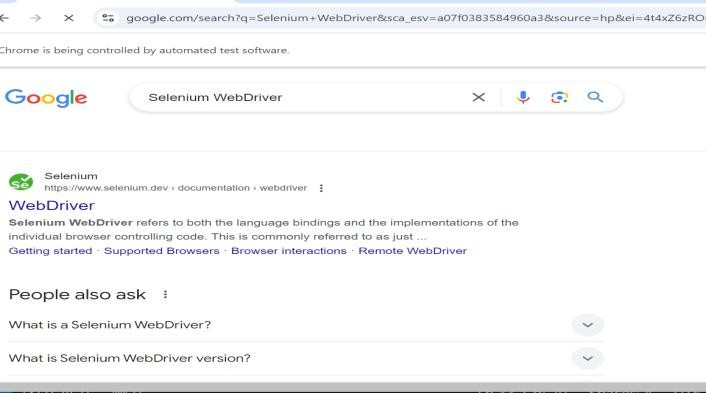 google.com/search?q=Selenium+WebDriver&sca_esv=a07f0383584960a3&source=hp&ei=4t4xZ6zRO
Chrome is being controlled by automated test software.
Google
Selenium WebDriver
Se
Selenium
https://www.selenium.dev › documentation › webdriver
WebDriver
Selenium WebDriver refers to both the language bindings and the implementations of the
individual browser controlling code. This is commonly referred to as just ...
Getting started · Supported Browsers · Browser interactions · Remote WebDriver
People also ask
What is a Selenium WebDriver?
What is Selenium WebDriver version?